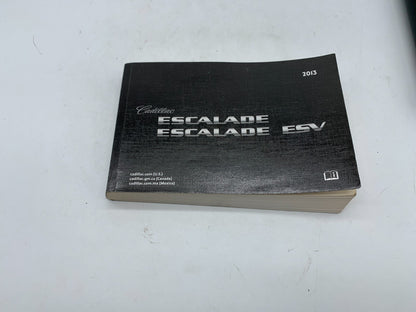 2013
Cadillac
ESCALADE
ESCALADE ESV
cadillac.com (U.S.)
cadillac.gm.ca (Canada)
cadillac.com.mx (Mexico)